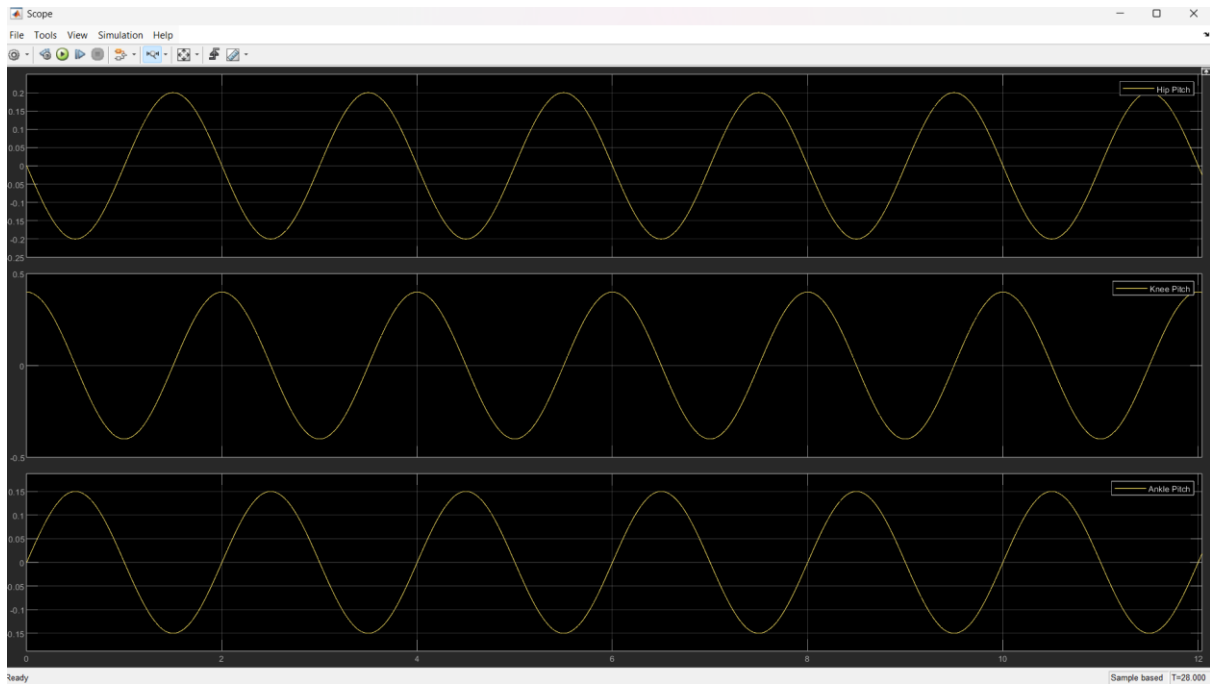 Scope
File Tools View Simulation Help
Hip Pitch
0.2
0.15
0.1
0.05
0
0.05
-0.1
0.15
-0.2
0.25
Knee Pitch
0.5
0
-0.5
Ankle Pitch
0.15
0.1
0.05
0
0.05
-0.1
0.15
0 2 4 6 8 10 12
Ready
Sample based T=28.000